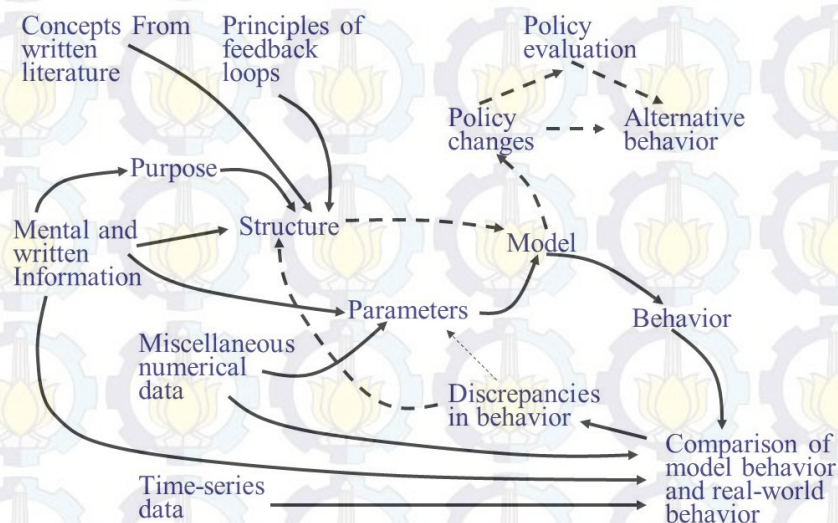 Concepts From
written
literature
Principles of
feedback
loops
Policy
evaluation
Policy
changes
Alternative
behavior
Purpose
Mental and
written
Information
Structure
Model
Parameters
Behavior
Miscellaneous
numerical
data
Discrepancies
in behavior
Comparison of
model behavior
and real-world
behavior
Time-series
data